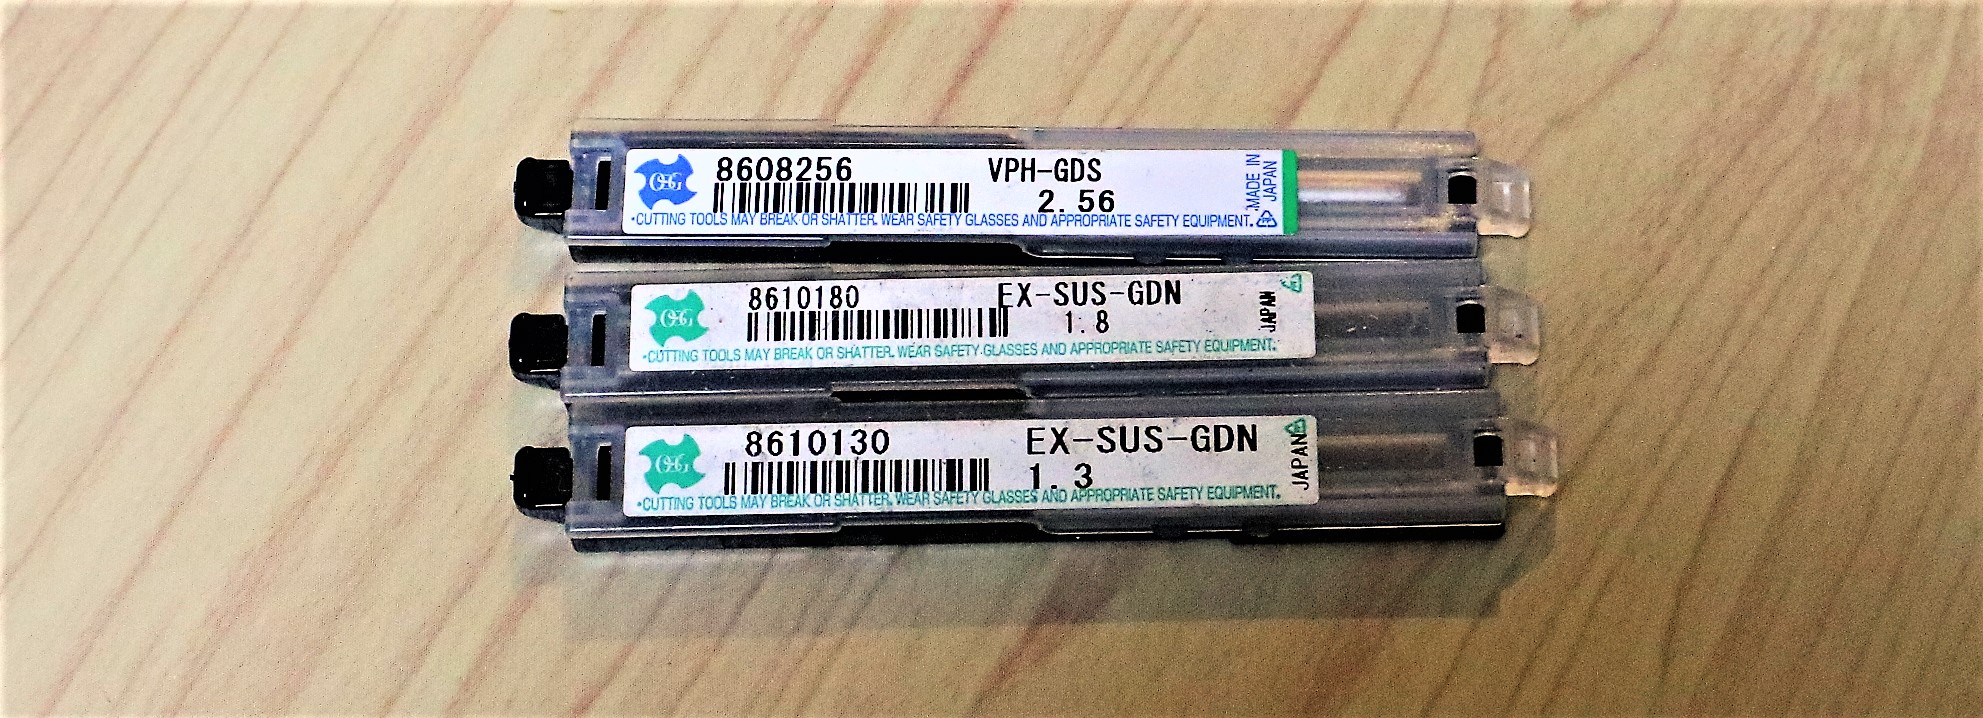 OSG 8608256 VPH-GDS
2.56
•CUTTING TOOLS MAY BREAK OR SHATTER. WEAR SAFETY GLASSES AND APPROPRIATE SAFETY EQUIPMENT.
MADE IN
JAPAN
OSG 8610180 EX-SUS-GDN
1.8
•CUTTING TOOLS MAY BREAK OR SHATTER. WEAR SAFETY GLASSES AND APPROPRIATE SAFETY EQUIPMENT.
JAPAN
OSG 8610130 EX-SUS-GDN
1.3
•CUTTING TOOLS MAY BREAK OR SHATTER. WEAR SAFETY GLASSES AND APPROPRIATE SAFETY EQUIPMENT.
JAPAN